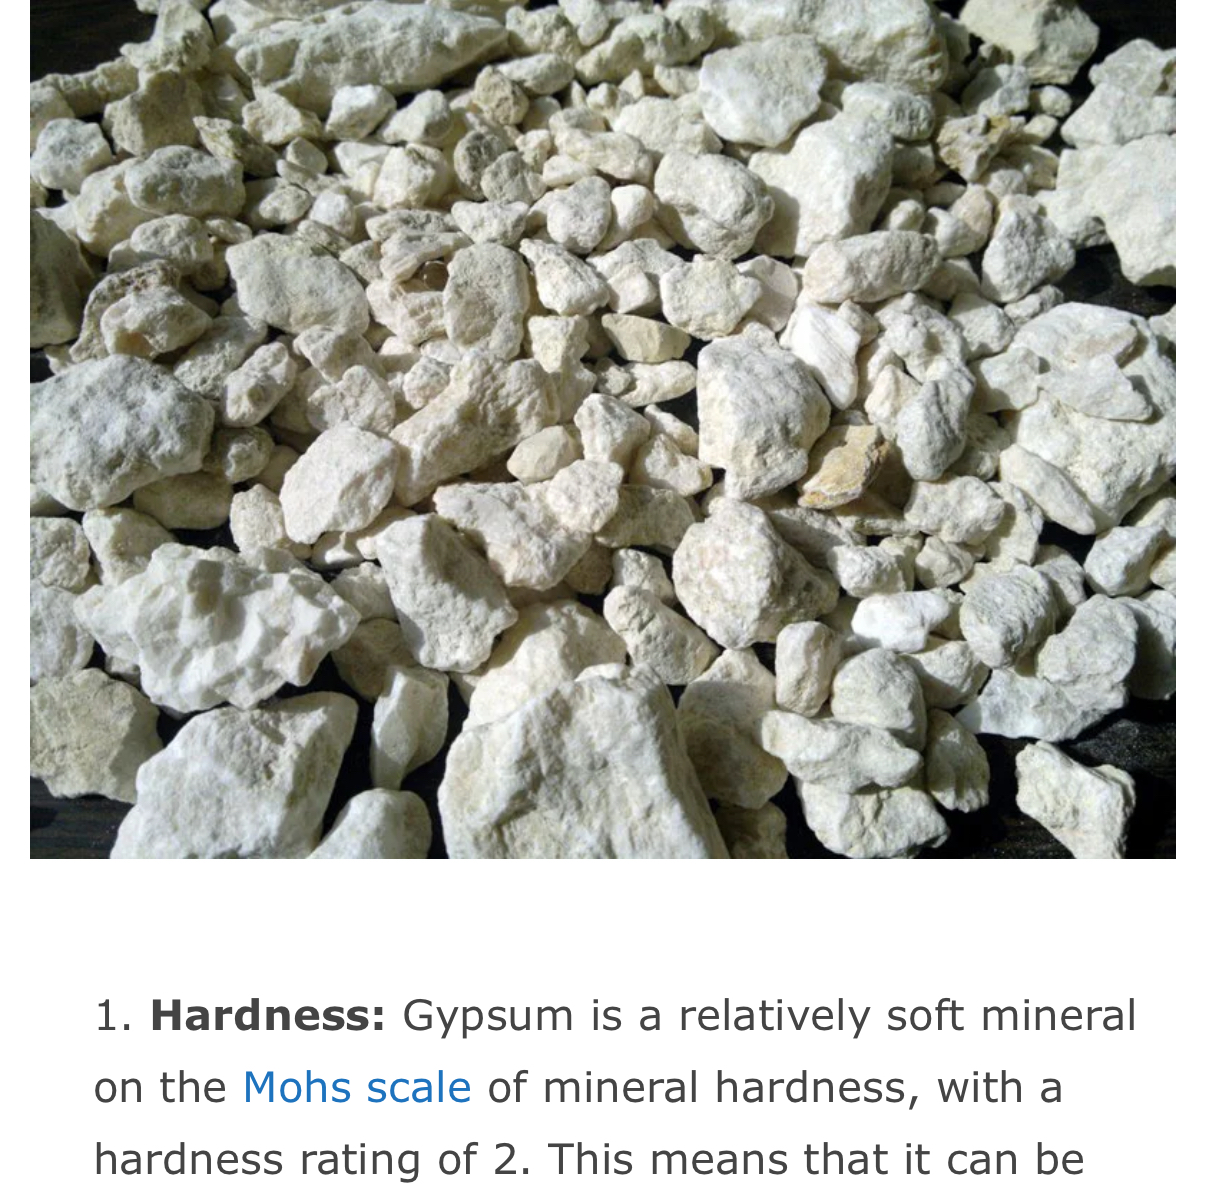 1. Hardness: Gypsum is a relatively soft mineral
on the Mohs scale of mineral hardness, with a
hardness rating of 2. This means that it can be